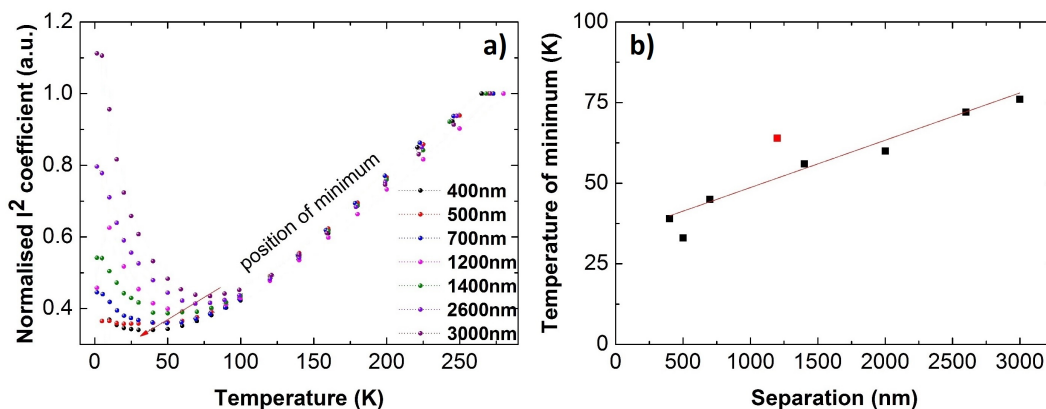 a)
Normalised I² coefficient (a.u.)
1.2
1.0
0.8
0.6
0.4
position of minimum
400nm
500nm
700nm
1200nm
1400nm
2600nm
3000nm
0 50 100 150 200 250
Temperature (K)
b)
Temperature of minimum (K)
100
75
50
25
0
0 500 1000 1500 2000 2500 3000
Separation (nm)